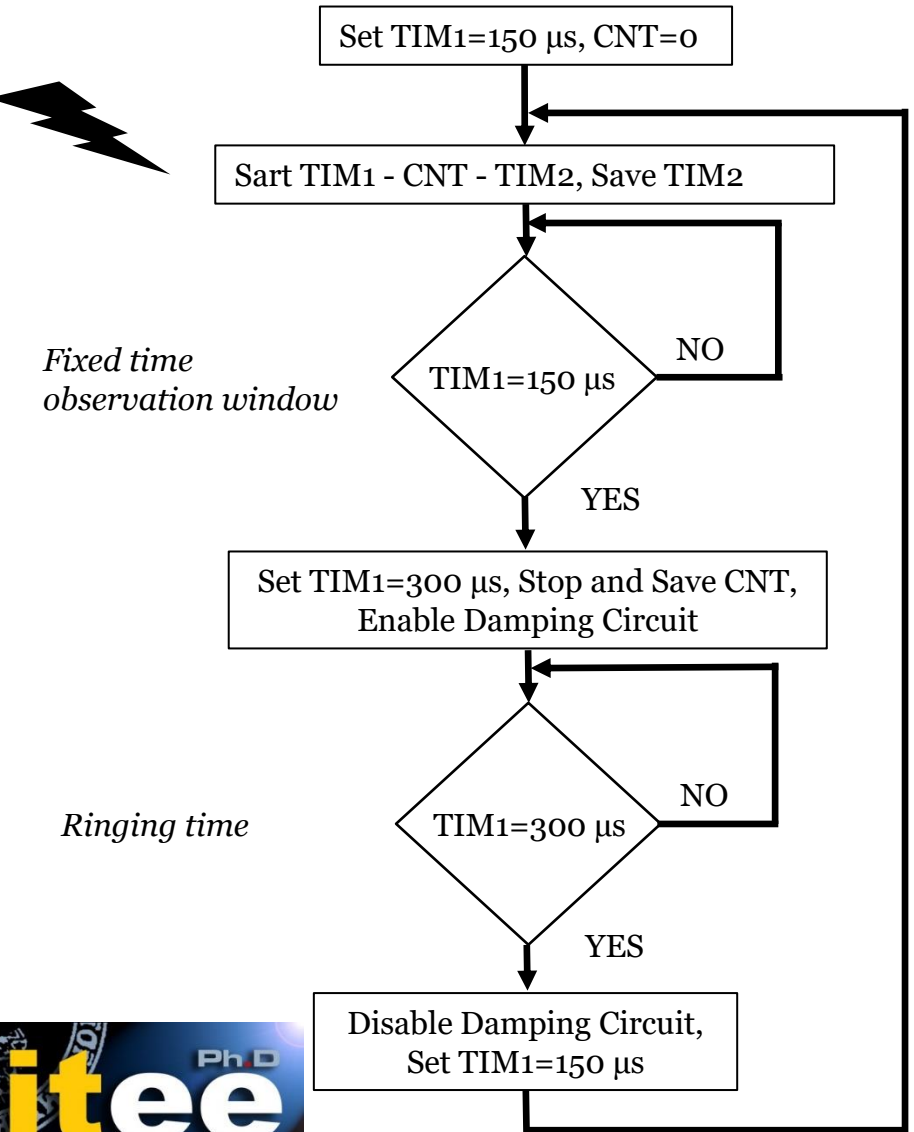 Set TIM1=150 µs, CNT=0
Sart TIM1 - CNT - TIM2, Save TIM2
Fixed time
observation window
TIM1=150 µs
NO
YES
Set TIM1=300 µs, Stop and Save CNT,
Enable Damping Circuit
Ringing time
TIM1=300 µs
NO
YES
Disable Damping Circuit,
Set TIM1=150 µs
Ph.D
itee